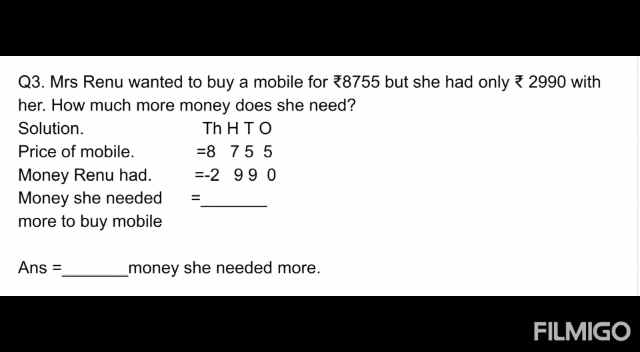 Q3. Mrs Renu wanted to buy a mobile for ₹8755 but she had only ₹ 2990 with
her. How much more money does she need?
Solution. Th H T O
Price of mobile. =8 7 5 5
Money Renu had. =-2 9 9 0
Money she needed =_______
more to buy mobile
Ans =_______money she needed more.
FILMIGO